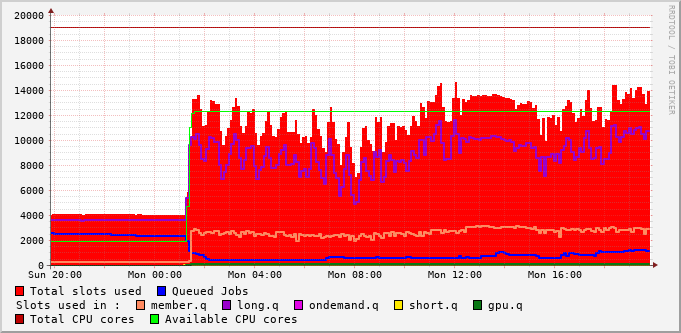 20000
18000
16000
14000
12000
10000
8000
6000
4000
2000
0
Sun 20:00 Mon 00:00 Mon 04:00 Mon 08:00 Mon 12:00 Mon 16:00
Total slots used Queued Jobs
Slots used in : member.q long.q ondemand.q short.q gpu.q
Total CPU cores Available CPU cores
RRDTOOL / TOBI OETIKER